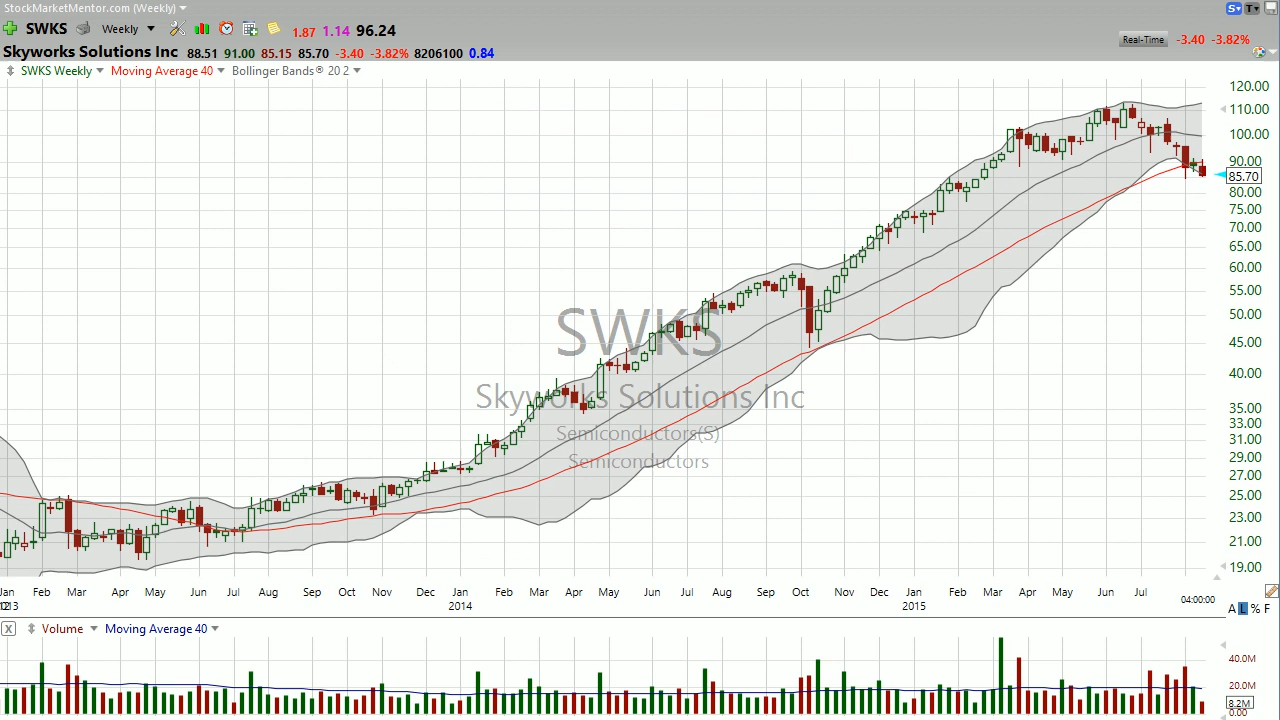 StockMarketMentor.com (Weekly)
S T
SWKS Weekly 1.87 1.14 96.24
Skyworks Solutions Inc 88.51 91.00 85.15 85.70 -3.40 -3.82% 8206100 0.84
Real-Time -3.40 -3.82%
SWKS Weekly Moving Average 40 Bollinger Bands® 20 2
120.00
110.00
100.00
90.00
85.70
80.00
75.00
70.00
65.00
60.00
55.00
50.00
45.00
40.00
35.00
33.00
31.00
29.00
27.00
25.00
23.00
21.00
19.00
SWKS
Skyworks Solutions Inc
Semiconductors(S)
Semiconductors
Jan Feb Mar Apr May Jun Jul Aug Sep Oct Nov Dec 2014 Feb Mar Apr May Jun Jul Aug Sep Oct Nov Dec 2015 Feb Mar Apr May Jun Jul 04:00:00
A L % F
X Volume Moving Average 40
40.0M
20.0M
8.2M
0.00